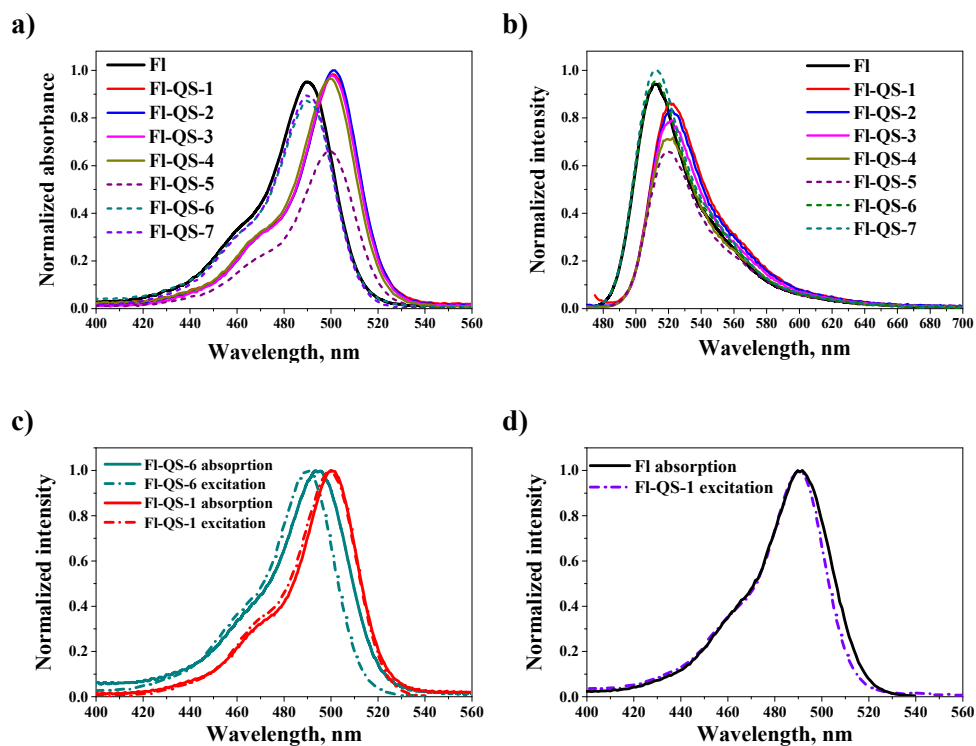 a)
Normalized absorbance
1.0
0.8
0.6
0.4
0.2
0.0
Fl
Fl-QS-1
Fl-QS-2
Fl-QS-3
Fl-QS-4
Fl-QS-5
Fl-QS-6
Fl-QS-7
400 420 440 460 480 500 520 540 560
Wavelength, nm
b)
Normalized intensity
1.0
0.8
0.6
0.4
0.2
0.0
Fl
Fl-QS-1
Fl-QS-2
Fl-QS-3
Fl-QS-4
Fl-QS-5
Fl-QS-6
Fl-QS-7
480 500 520 540 560 580 600 620 640 660 680 700
Wavelength, nm
c)
Normalized intensity
1.0
0.8
0.6
0.4
0.2
0.0
Fl-QS-6 absoprtion
Fl-QS-6 excitation
Fl-QS-1 absorption
Fl-QS-1 excitation
400 420 440 460 480 500 520 540 560
Wavelength, nm
d)
Normalized intensity
1.0
0.8
0.6
0.4
0.2
0.0
Fl absorption
Fl-QS-1 excitation
400 420 440 460 480 500 520 540 560
Wavelength, nm